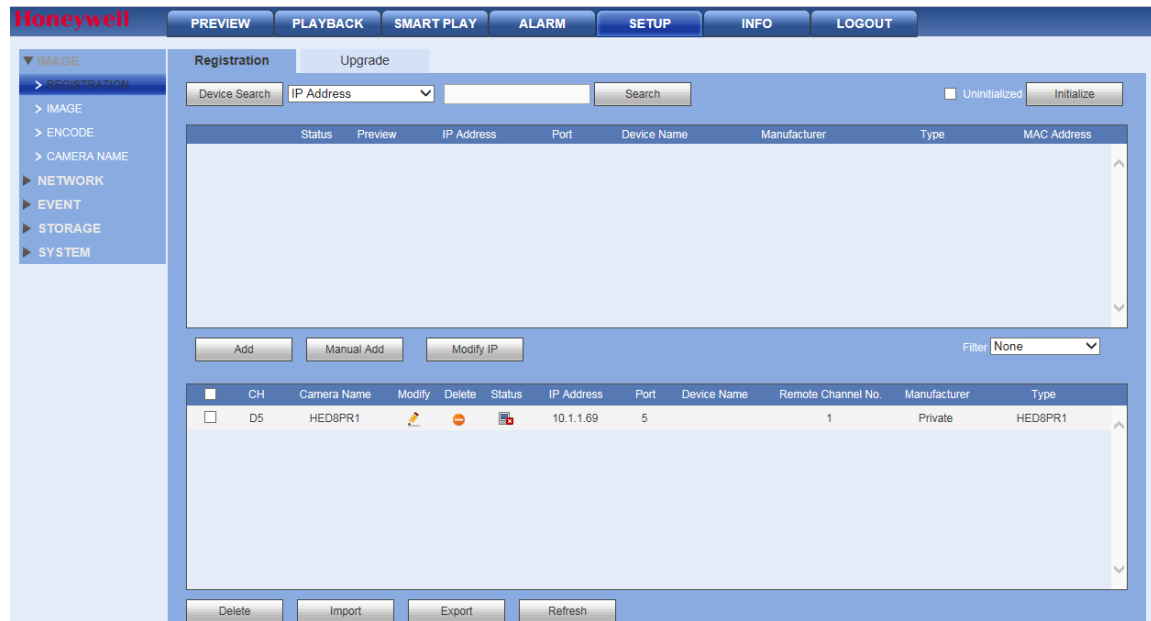 Honeywell PREVIEW PLAYBACK SMART PLAY ALARM SETUP INFO LOGOUT
IMAGE
> REGISTRATION
> IMAGE
> ENCODE
> CAMERA NAME
NETWORK
EVENT
STORAGE
SYSTEM
Registration Upgrade
Device Search IP Address Search Uninitialized Initialize
Status Preview IP Address Port Device Name Manufacturer Type MAC Address
Add Manual Add Modify IP Filter None
CH Camera Name Modify Delete Status IP Address Port Device Name Remote Channel No. Manufacturer Type
D5 HED8PR1 10.1.1.69 5 1 Private HED8PR1
Delete Import Export Refresh